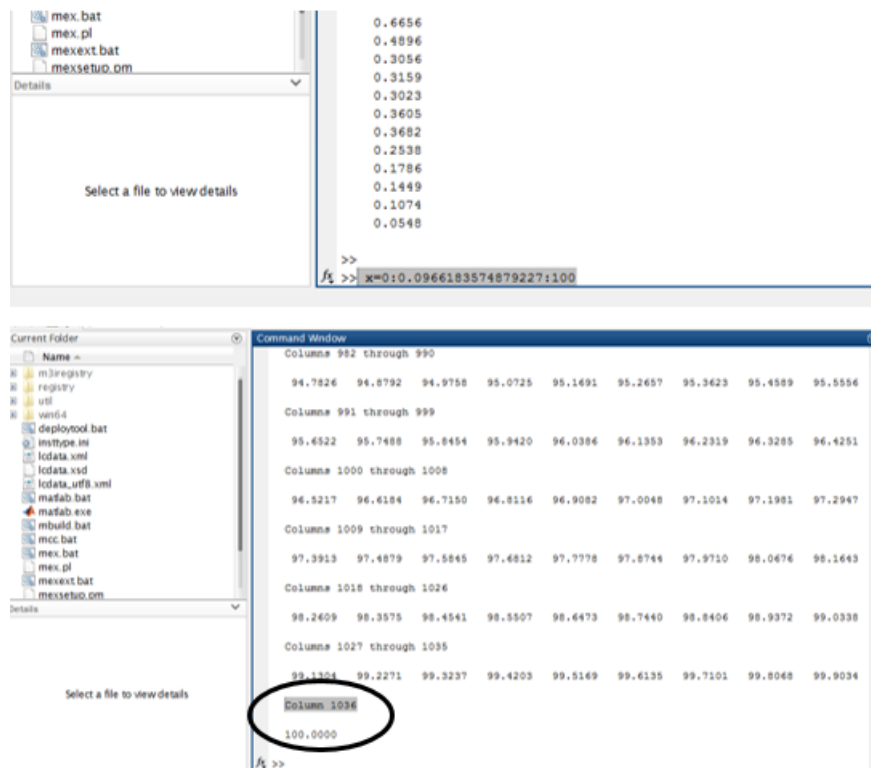 mex.bat
mex.pl
mexext.bat
mexsetup.pm
Details
Select a file to view details
0.6656
0.4896
0.3056
0.3159
0.3023
0.3605
0.3682
0.2538
0.1786
0.1449
0.1074
0.0548
>>
fx >> x=0:0.0966183574879227:100
Current Folder
Name
m3iregistry
registry
util
win64
deploytool.bat
insttype.ini
lcdata.xml
lcdata.xsd
lcdata_utf8.xml
matlab.bat
matlab.exe
mbuild.bat
mcc.bat
mex.bat
mex.pl
mexext.bat
mexsetup.pm
Details
Select a file to view details
Command Window
Columns 982 through 990
94.7826 94.8792 94.9758 95.0725 95.1691 95.2657 95.3623 95.4589 95.5556
Columns 991 through 999
95.6522 95.7488 95.8454 95.9420 96.0386 96.1353 96.2319 96.3285 96.4251
Columns 1000 through 1008
96.5217 96.6184 96.7150 96.8116 96.9082 97.0048 97.1014 97.1981 97.2947
Columns 1009 through 1017
97.3913 97.4879 97.5845 97.6812 97.7778 97.8744 97.9710 98.0676 98.1643
Columns 1018 through 1026
98.2609 98.3575 98.4541 98.5507 98.6473 98.7440 98.8406 98.9372 99.0338
Columns 1027 through 1035
99.1304 99.2271 99.3237 99.4203 99.5169 99.6135 99.7101 99.8068 99.9034
Column 1036
100.0000
fx >>